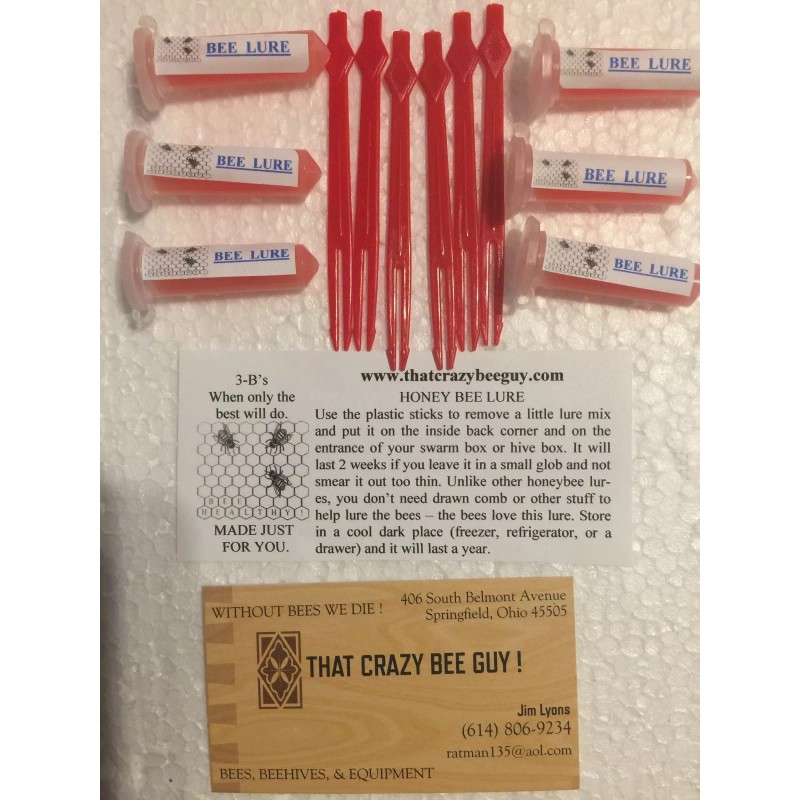 BEE LURE
BEE LURE
BEE LURE
BEE LURE
BEE LURE
BEE LURE
3-B's
When only the
best will do.
BEE
HEALTHY!
MADE JUST
FOR YOU.
www.thatcrazybeeguy.com
HONEY BEE LURE
Use the plastic sticks to remove a little lure mix
and put it on the inside back corner and on the
entrance of your swarm box or hive box. It will
last 2 weeks if you leave it in a small glob and not
smear it out too thin. Unlike other honeybee lur-
es, you don't need drawn comb or other stuff to
help lure the bees – the bees love this lure. Store
in a cool dark place (freezer, refrigerator, or a
drawer) and it will last a year.
WITHOUT BEES WE DIE !
406 South Belmont Avenue
Springfield, Ohio 45505
THAT CRAZY BEE GUY !
Jim Lyons
(614) 806-9234
ratman135@aol.com
BEES, BEEHIVES, & EQUIPMENT